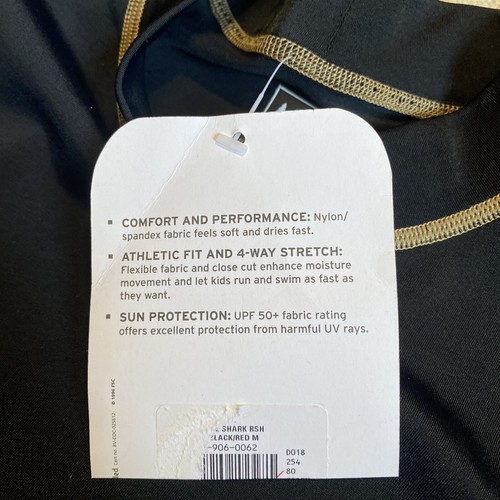 ▪ COMFORT AND PERFORMANCE: Nylon/
spandex fabric feels soft and dries fast.
▪ ATHLETIC FIT AND 4-WAY STRETCH:
Flexible fabric and close cut enhance moisture
movement and let kids run and swim as fast as
they want.
▪ SUN PROTECTION: UPF 50+ fabric rating
offers excellent protection from harmful UV rays.
© 1996 FSC
SHARK RSH
BLACK/RED M
-906-0062
D018
254
80